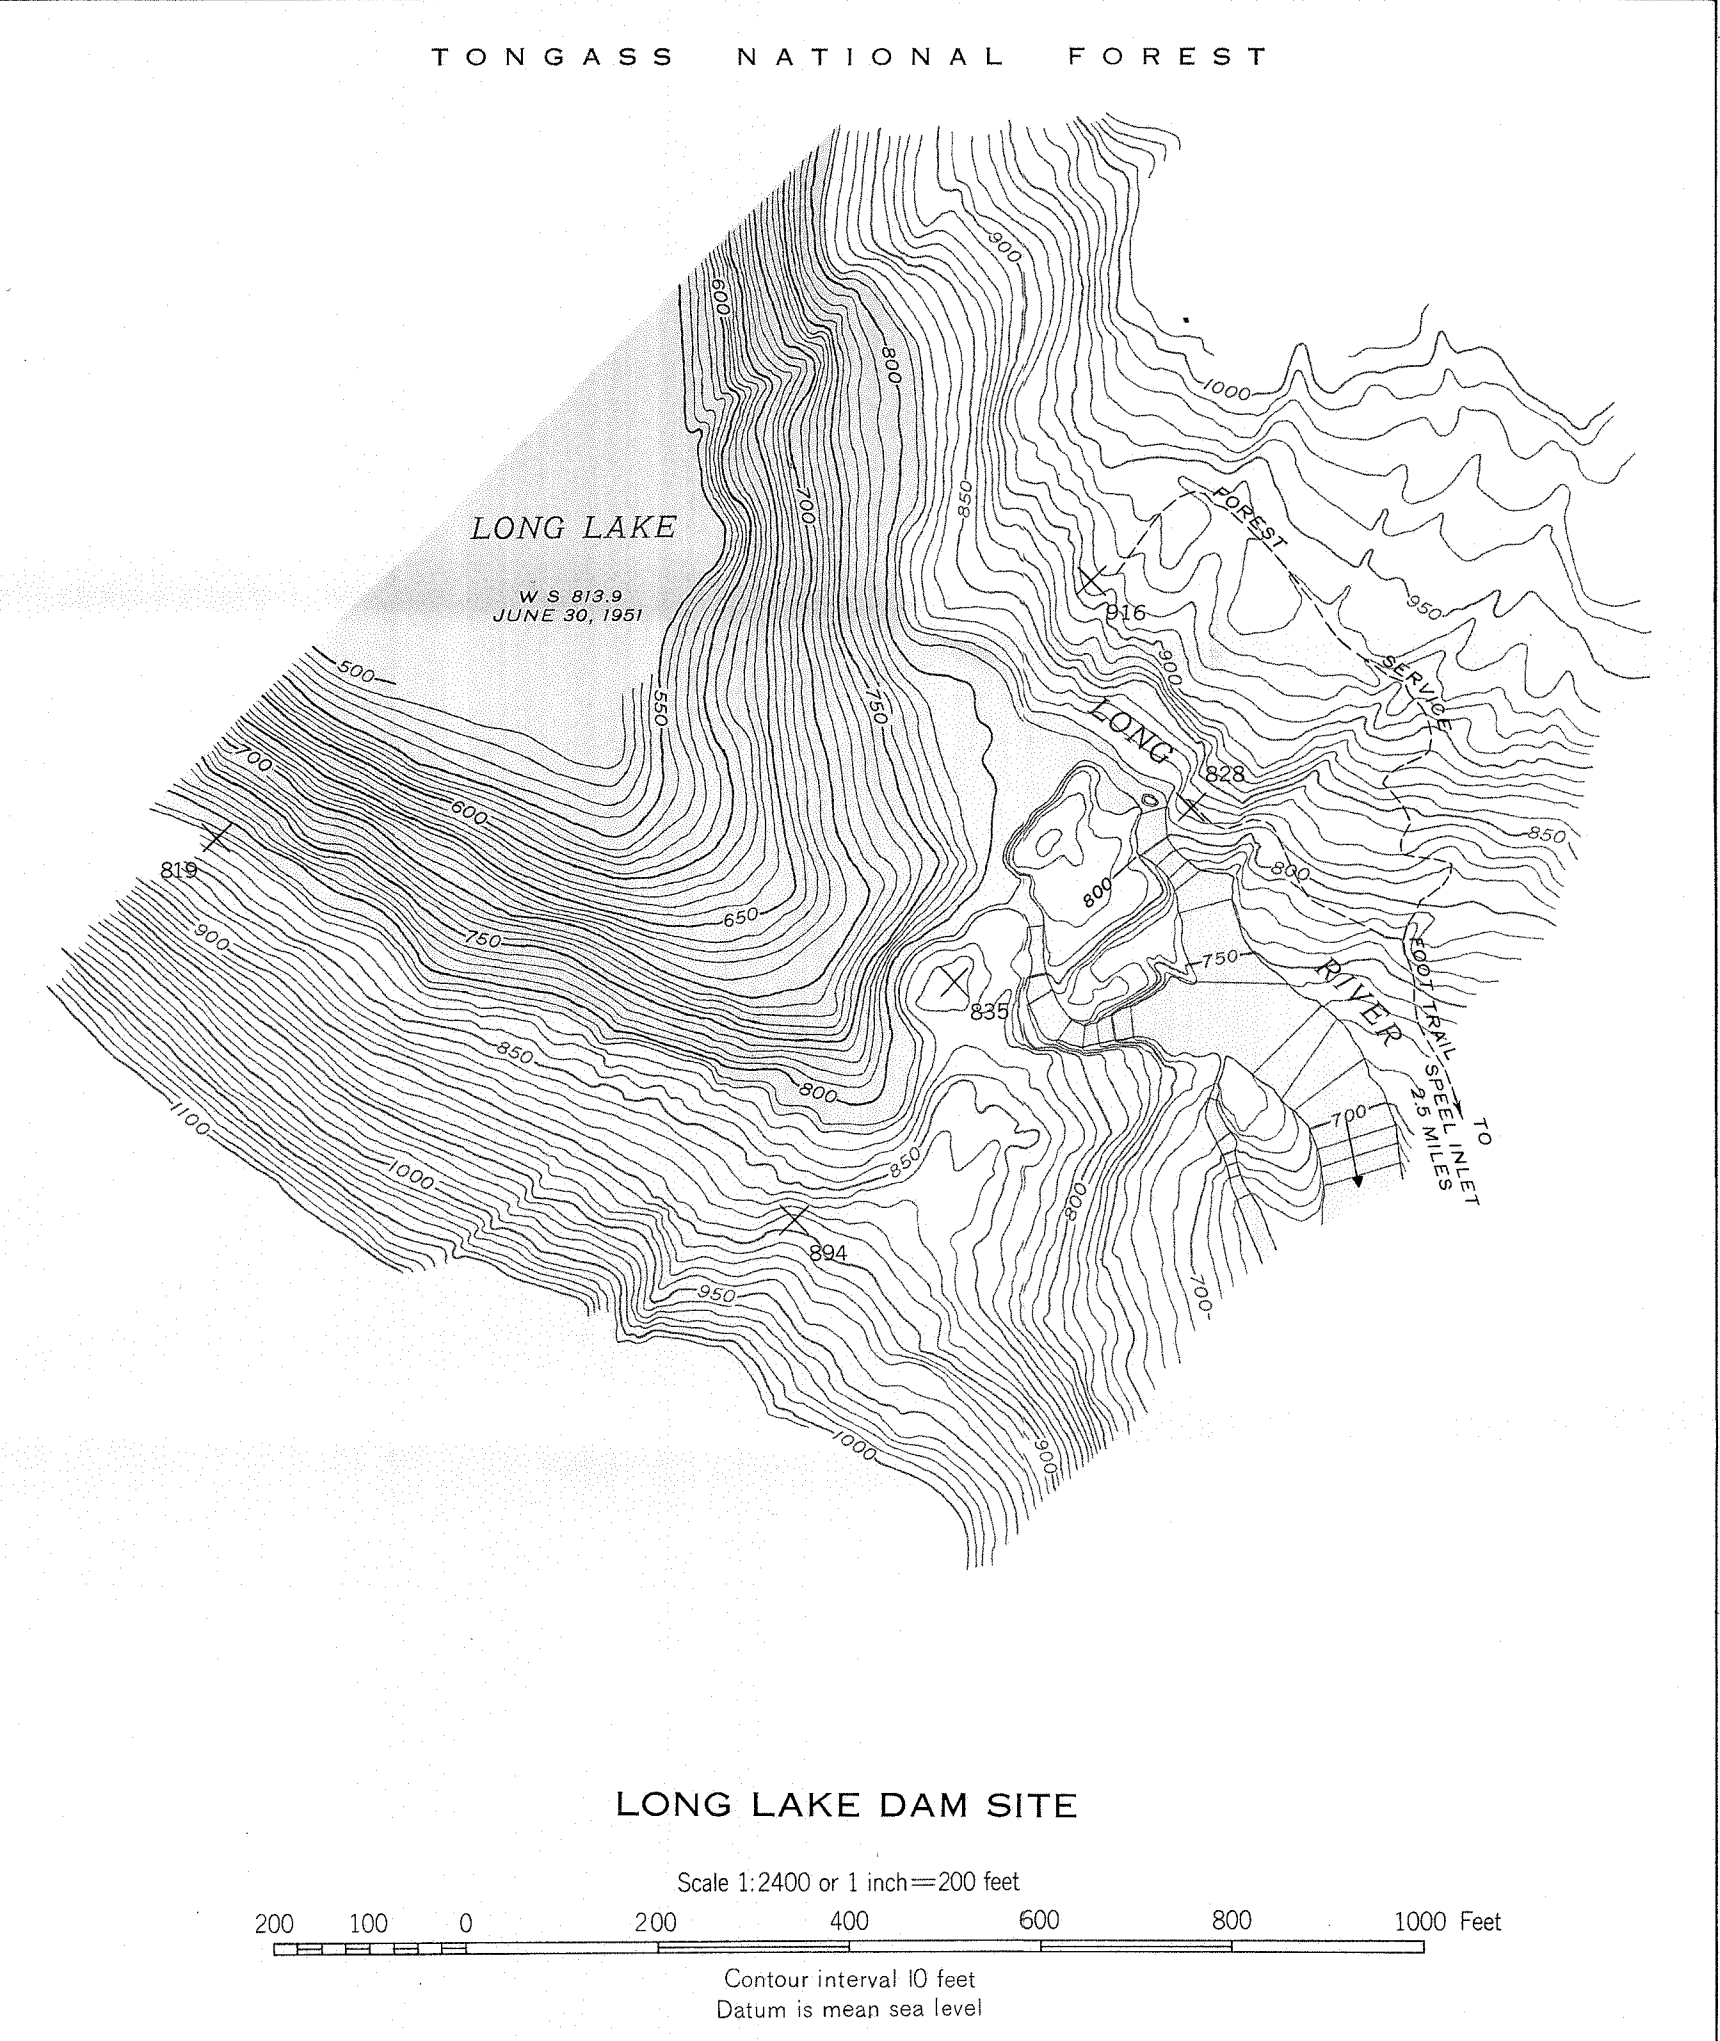 TONGASS NATIONAL FOREST
900
600
800
1000
700
850
FOREST
LONG LAKE
W S 813.9
JUNE 30, 1951
916
950
500
550
750
900
SERVICE
LONG
700
828
600
850
819
800
800
650
900
750
750
RIVER
FOOT TRAIL
835
850
800
TO
SPEEL INLET
2.5 MILES
700
1100
850
1000
800
894
950
700
1000
900
LONG LAKE DAM SITE
Scale 1:2400 or 1 inch=200 feet
200 100 0 200 400 600 800 1000 Feet
Contour interval 10 feet
Datum is mean sea level